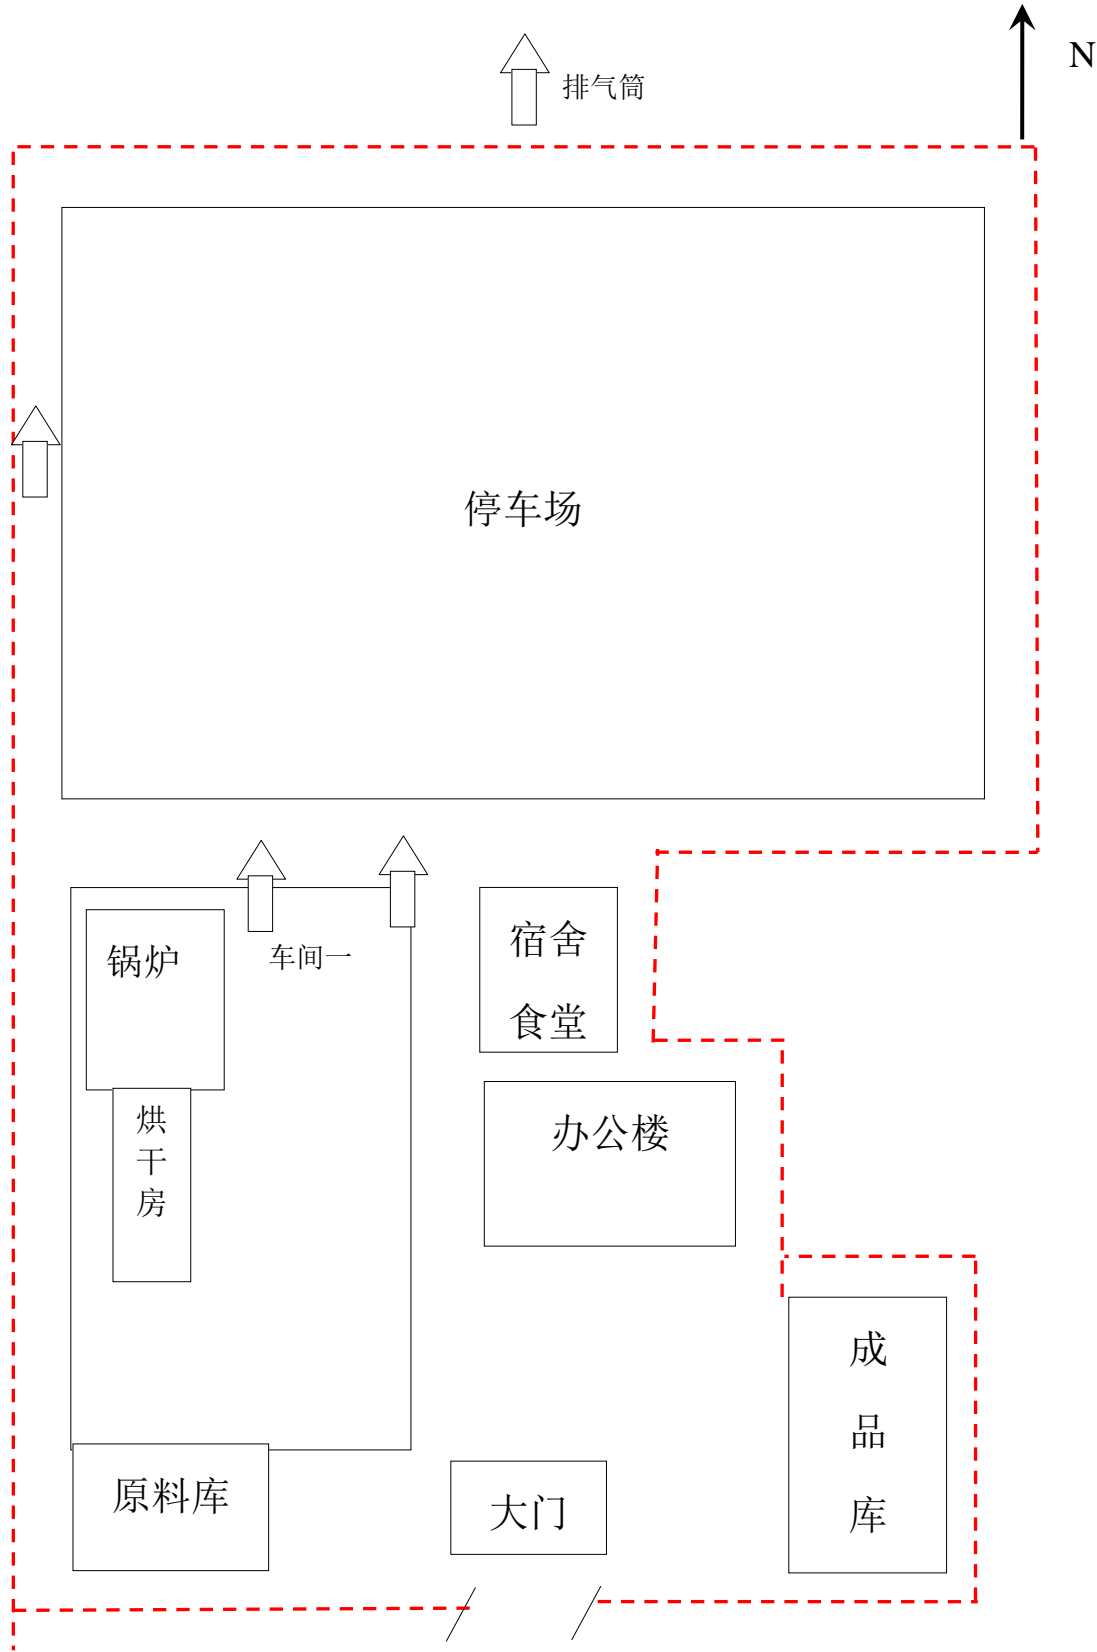 N
排气筒
停车场
锅炉
车间一
宿舍
食堂
烘
干
房
办公楼
成
品
库
原料库
大门